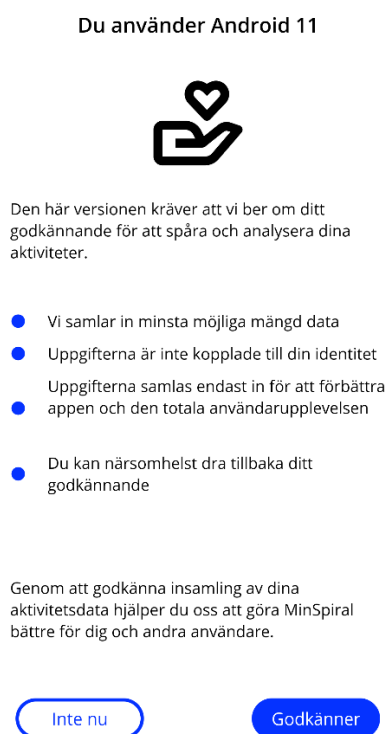 Du använder Android 11
Den här versionen kräver att vi ber om ditt
godkännande för att spåra och analysera dina
aktiviteter.
Vi samlar in minsta möjliga mängd data
Uppgifterna är inte kopplade till din identitet
Uppgifterna samlas endast in för att förbättra
appen och den totala användarupplevelsen
Du kan närsomhelst dra tillbaka ditt
godkännande
Genom att godkänna insamling av dina
aktivitetsdata hjälper du oss att göra MinSpiral
bättre för dig och andra användare.
Inte nu
Godkänner